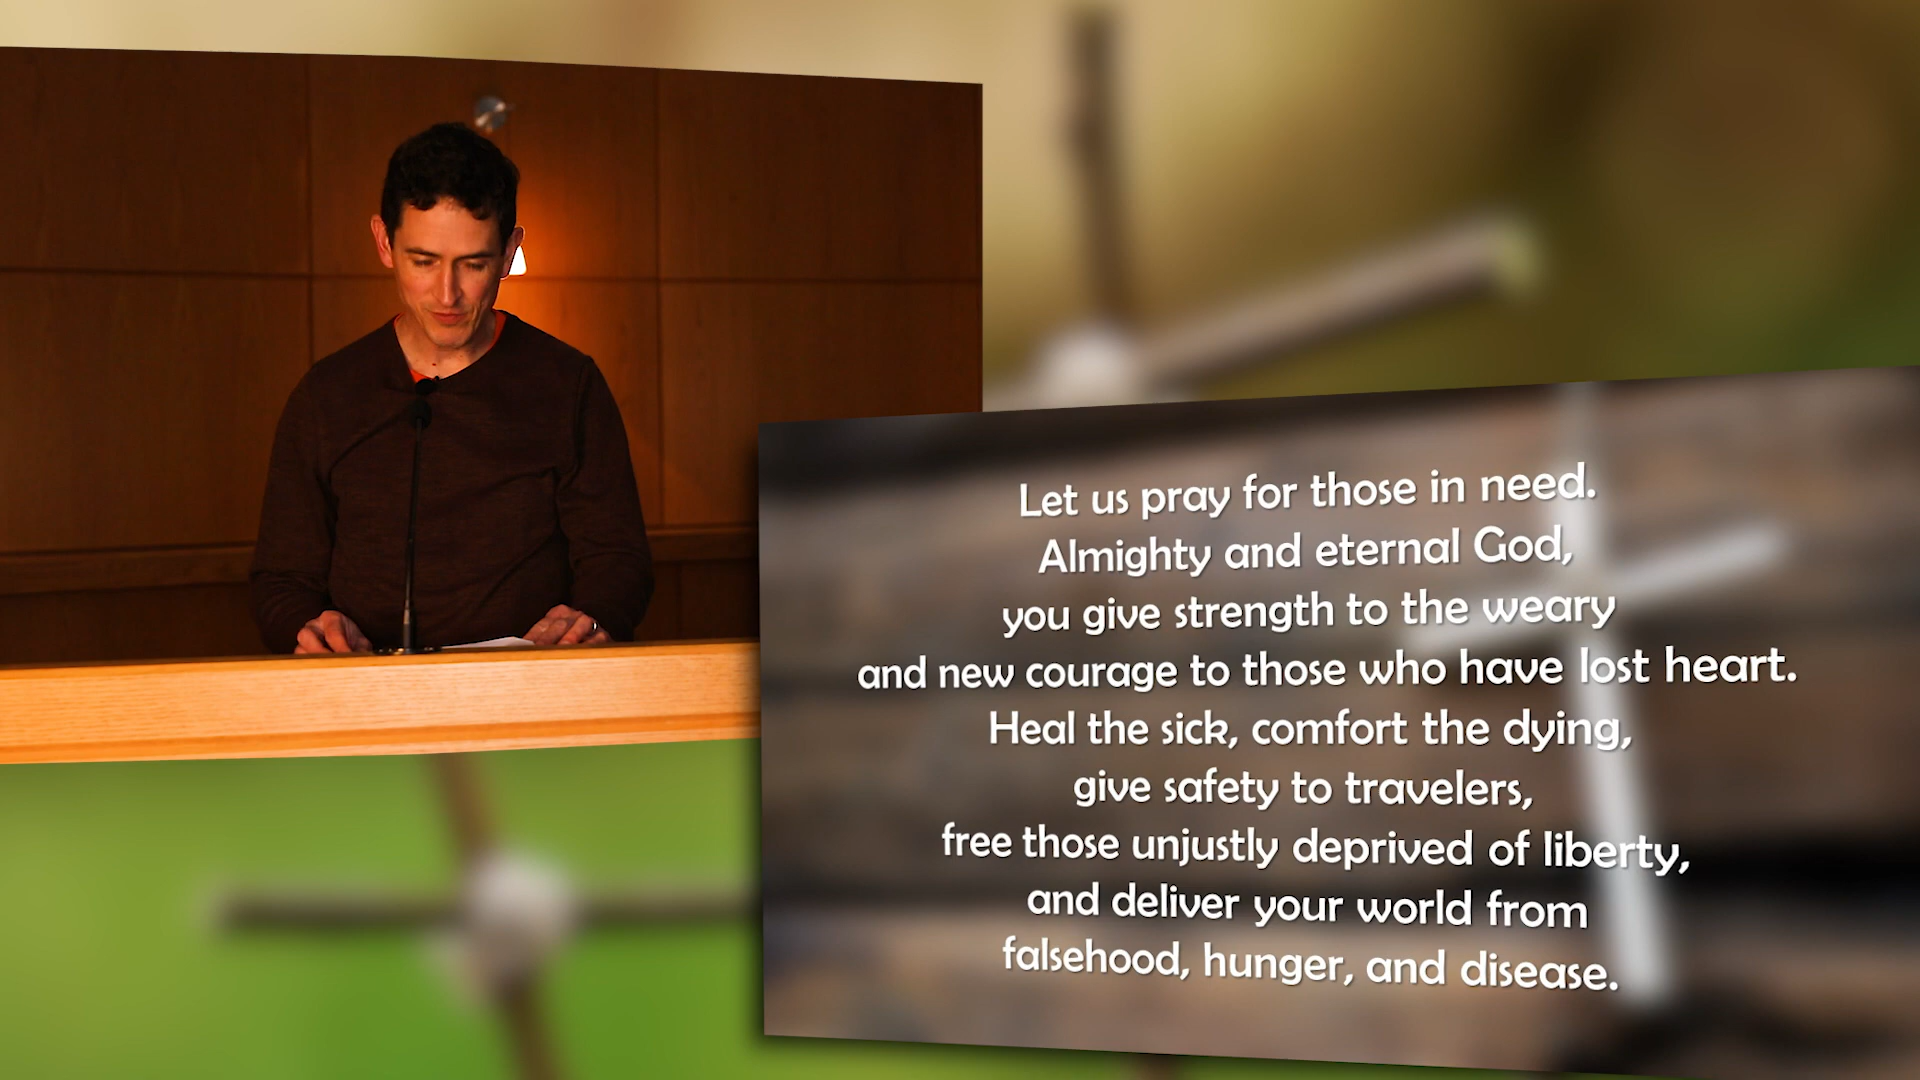 Let us pray for those in need.
Almighty and eternal God,
you give strength to the weary
and new courage to those who have lost heart.
Heal the sick, comfort the dying,
give safety to travelers,
free those unjustly deprived of liberty,
and deliver your world from
falsehood, hunger, and disease.